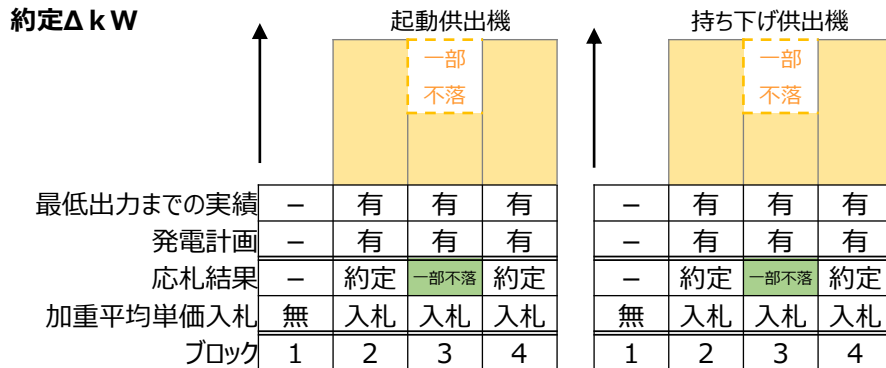 約定ΔkW
起動供出機
持ち下げ供出機
一部
不落
一部
不落
最低出力までの実績 － 有 有 有 － 有 有 有
発電計画 － 有 有 有 － 有 有 有
応札結果 － 約定 一部不落 約定 － 約定 一部不落 約定
加重平均単価入札 無 入札 入札 入札 無 入札 入札 入札
ブロック 1 2 3 4 1 2 3 4